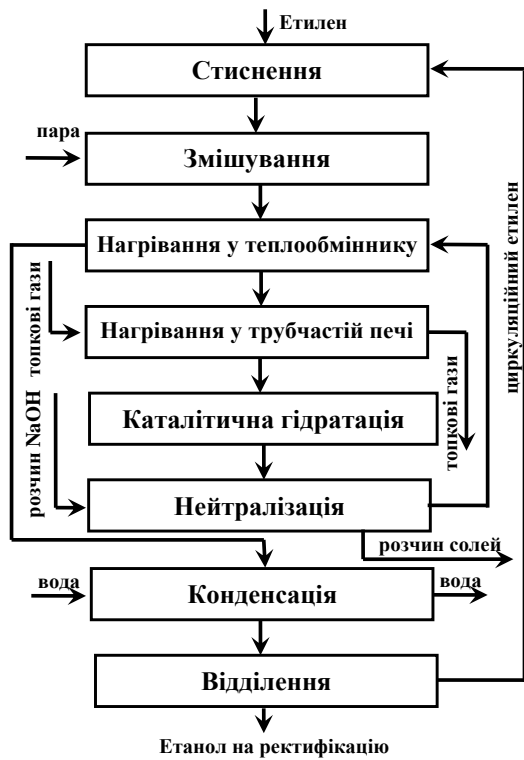 Етилен
Стиснення
пара
Змішування
Нагрівання у теплообміннику
циркуляційний етилен
топкові гази
Нагрівання у трубчастій печі
топкові гази
Каталітична гідратація
розчин NaOH
Нейтралізація
розчин солей
вода
Конденсація
вода
Відділення
Етанол на ректифікацію